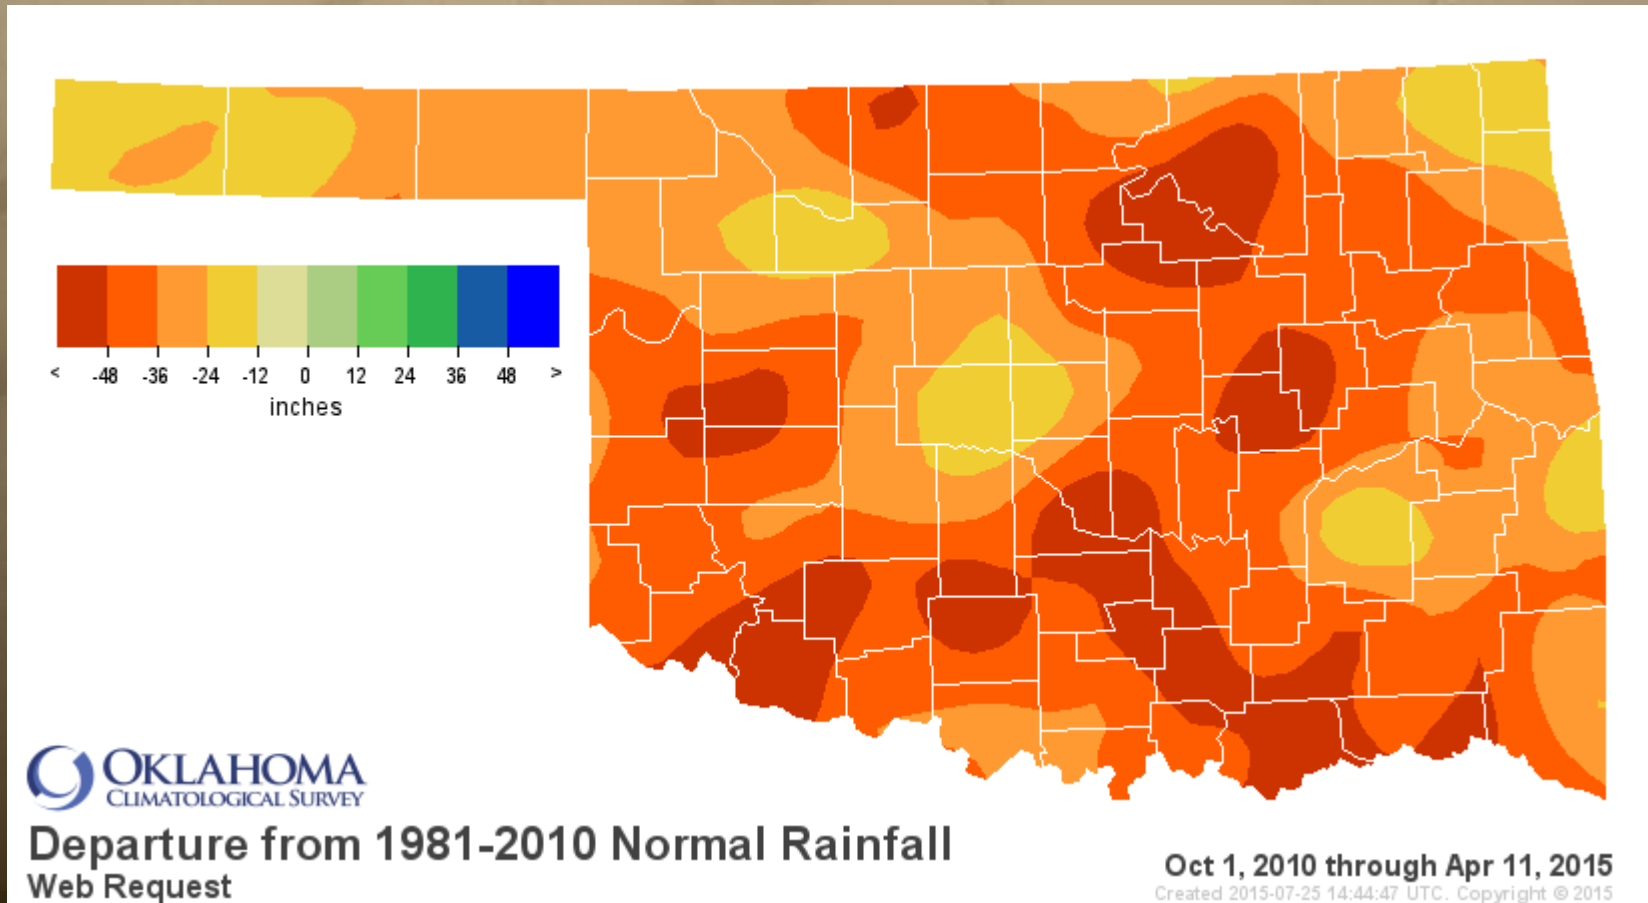 < -48 -36 -24 -12 0 12 24 36 48 >
inches
OKLAHOMA
CLIMATOLOGICAL SURVEY
Departure from 1981-2010 Normal Rainfall
Web Request
Oct 1, 2010 through Apr 11, 2015
Created 2015-07-25 14:44:47 UTC. Copyright © 2015